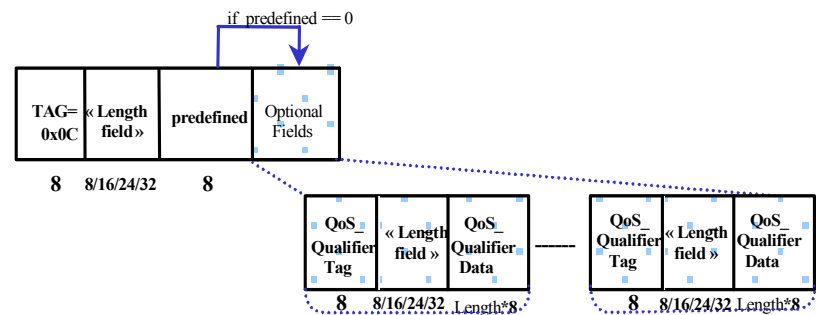 if predefined == 0
TAG= 0x0C
« Length field »
predefined
Optional Fields
8
8/16/24/32
8
QoS_ Qualifier Tag
« Length field »
QoS_ Qualifier Data
------
QoS_ Qualifier Tag
« Length field »
QoS_ Qualifier Data
8
8/16/24/32
Length*8
8
8/16/24/32
Length*8